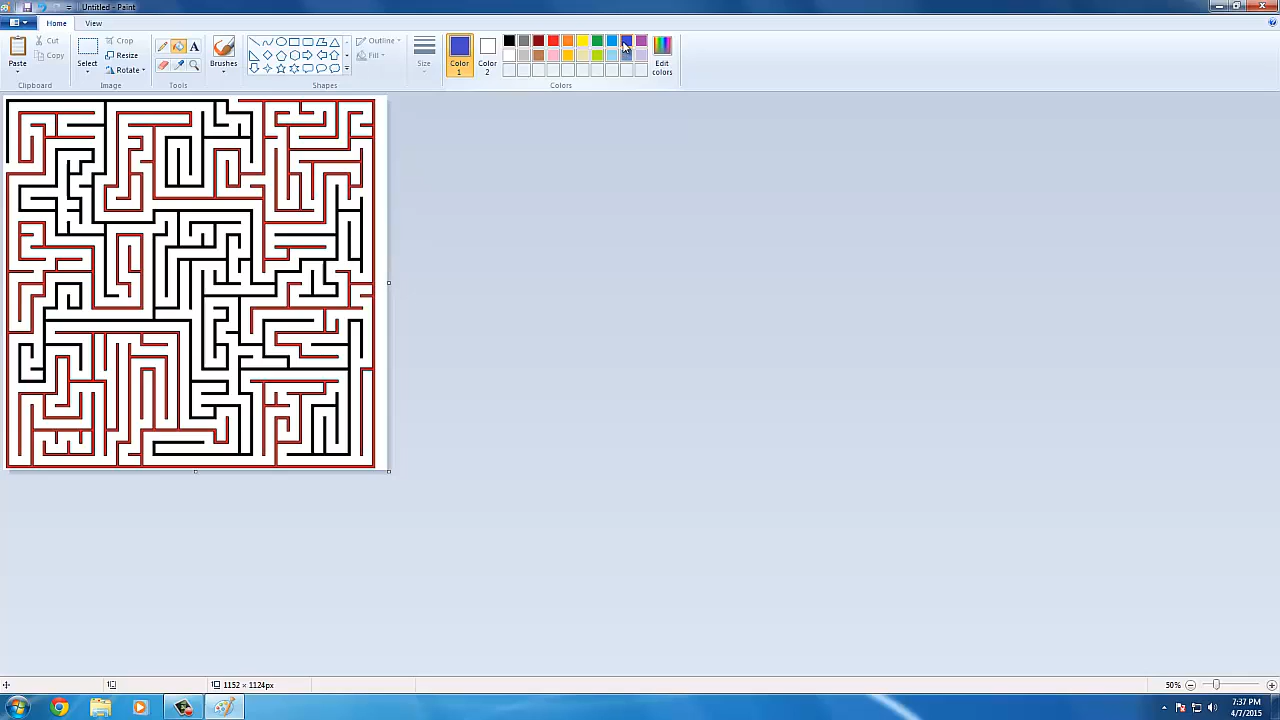 Untitled - Paint
Home View
Paste
Cut
Copy
Clipboard
Select
Crop
Resize
Rotate
Image
A
Tools
Brushes
Outline
Fill
Shapes
Size
Color 1
Color 2
Edit colors
Colors
1152 × 1124px
50%
7:37 PM
4/7/2015